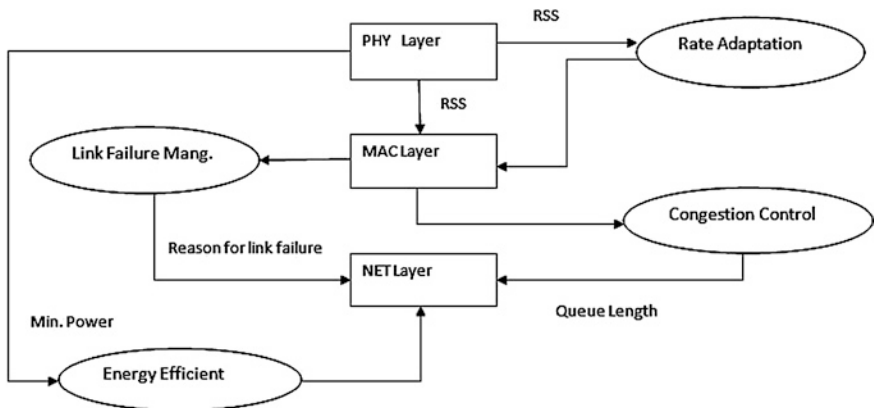 RSS
PHY Layer
Rate Adaptation
RSS
Link Failure Mang.
MAC Layer
Congestion Control
Reason for link failure
NET Layer
Queue Length
Min. Power
Energy Efficient